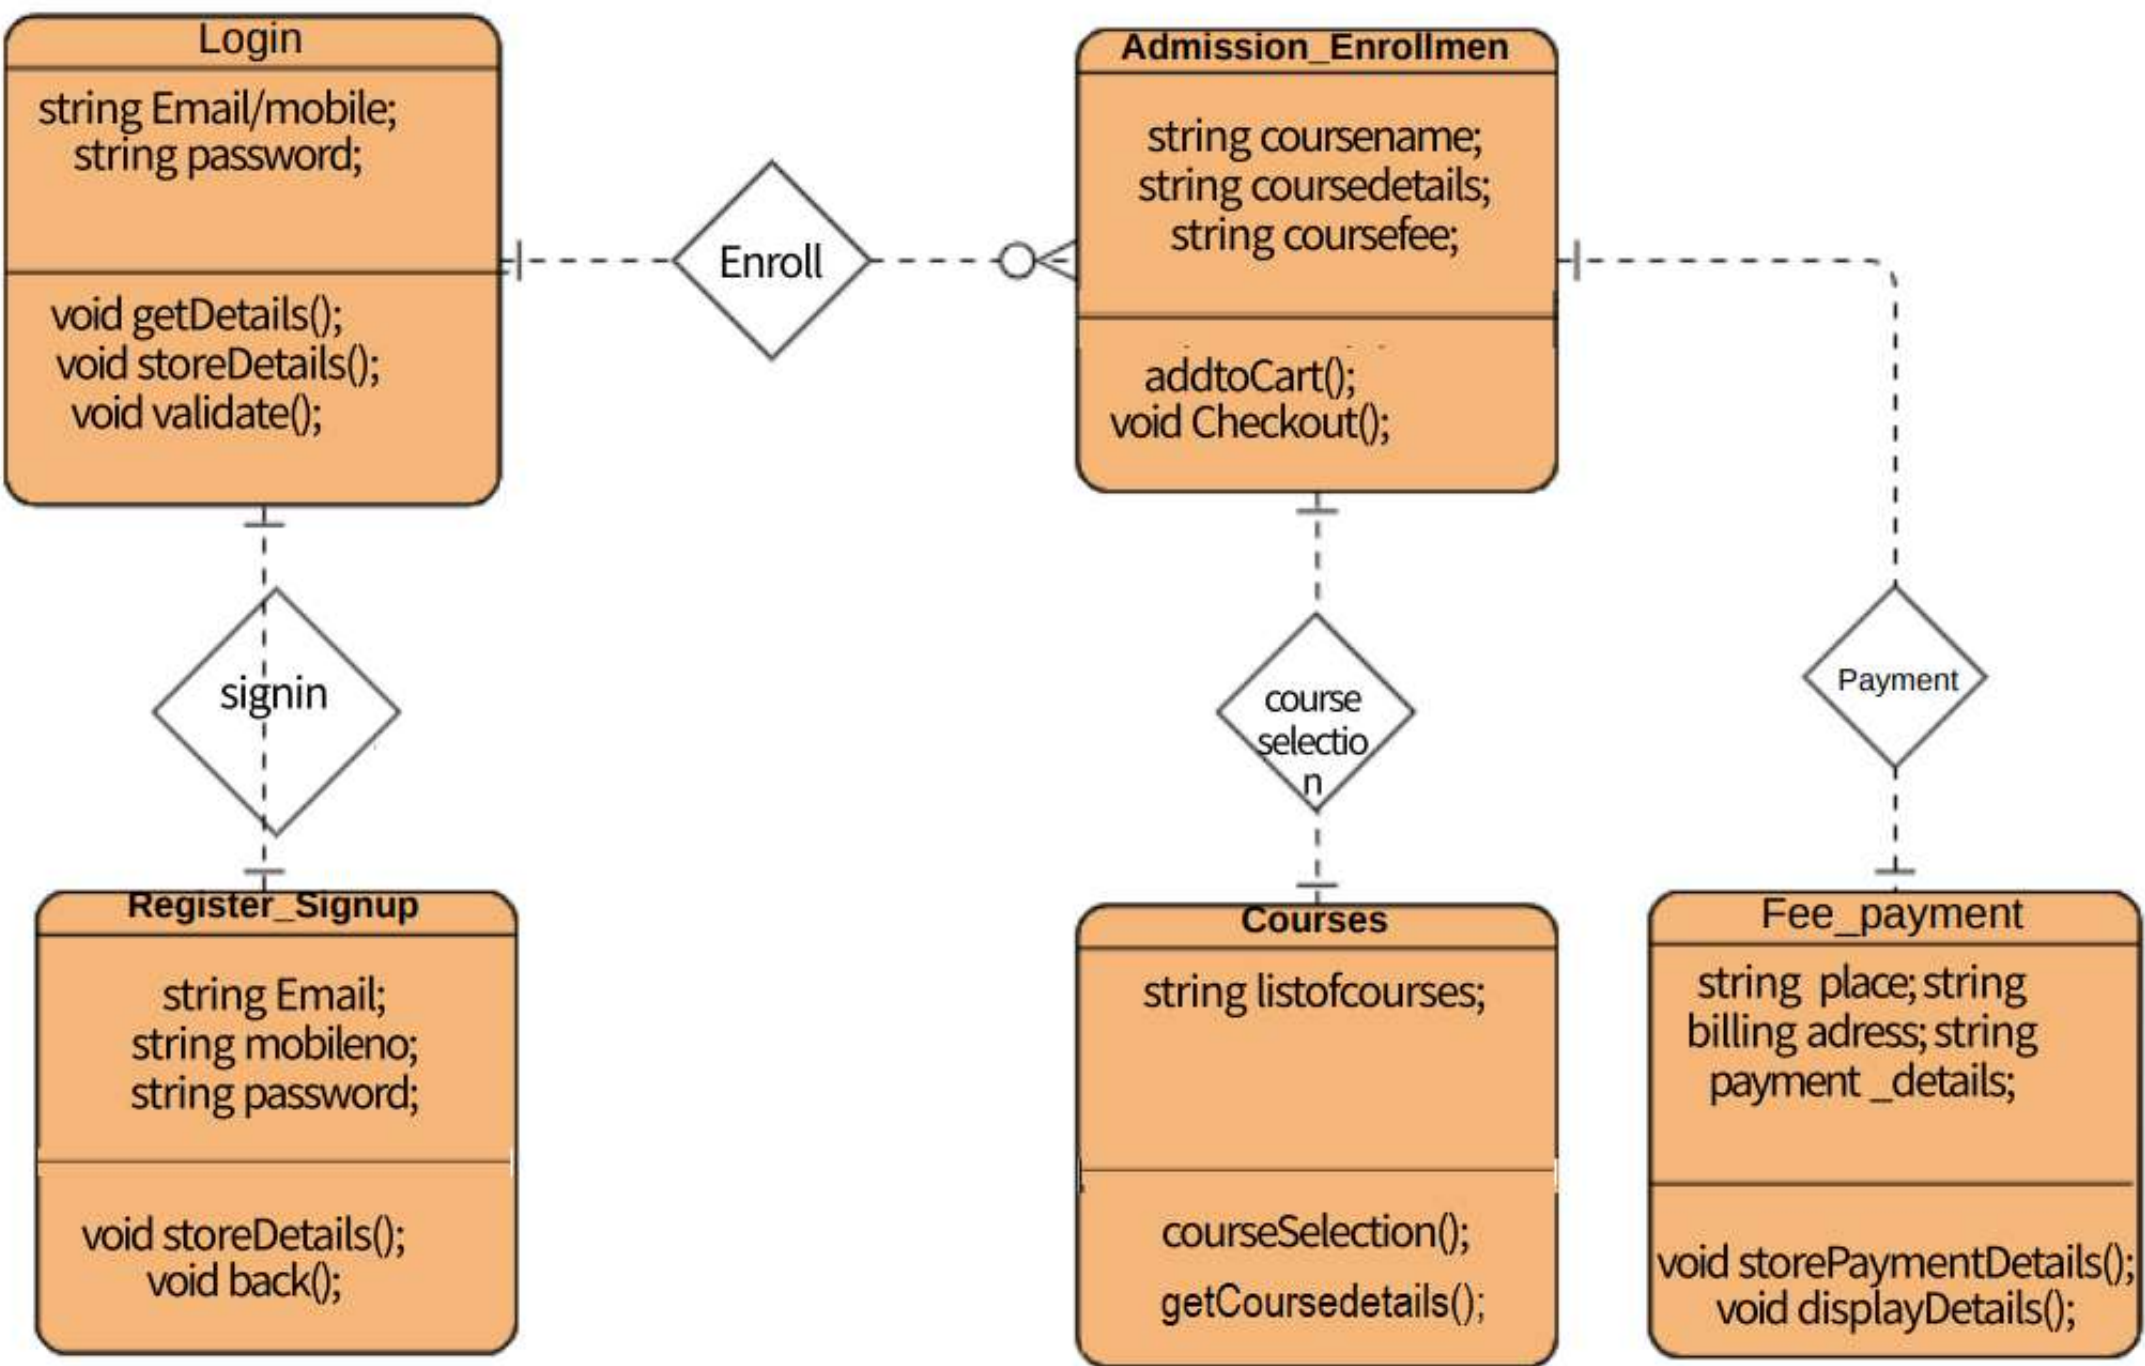 Login
string Email/mobile;
string password;
void getDetails();
void storeDetails();
void validate();
Enroll
Admission_Enrollmen
string coursename;
string coursedetails;
string coursefee;
addtoCart();
void Checkout();
signin
course
selectio
n
Payment
Register_Signup
string Email;
string mobileno;
string password;
void storeDetails();
void back();
Courses
string listofcourses;
courseSelection();
getCoursedetails();
Fee_payment
string place; string
billing adress; string
payment _details;
void storePaymentDetails();
void displayDetails();